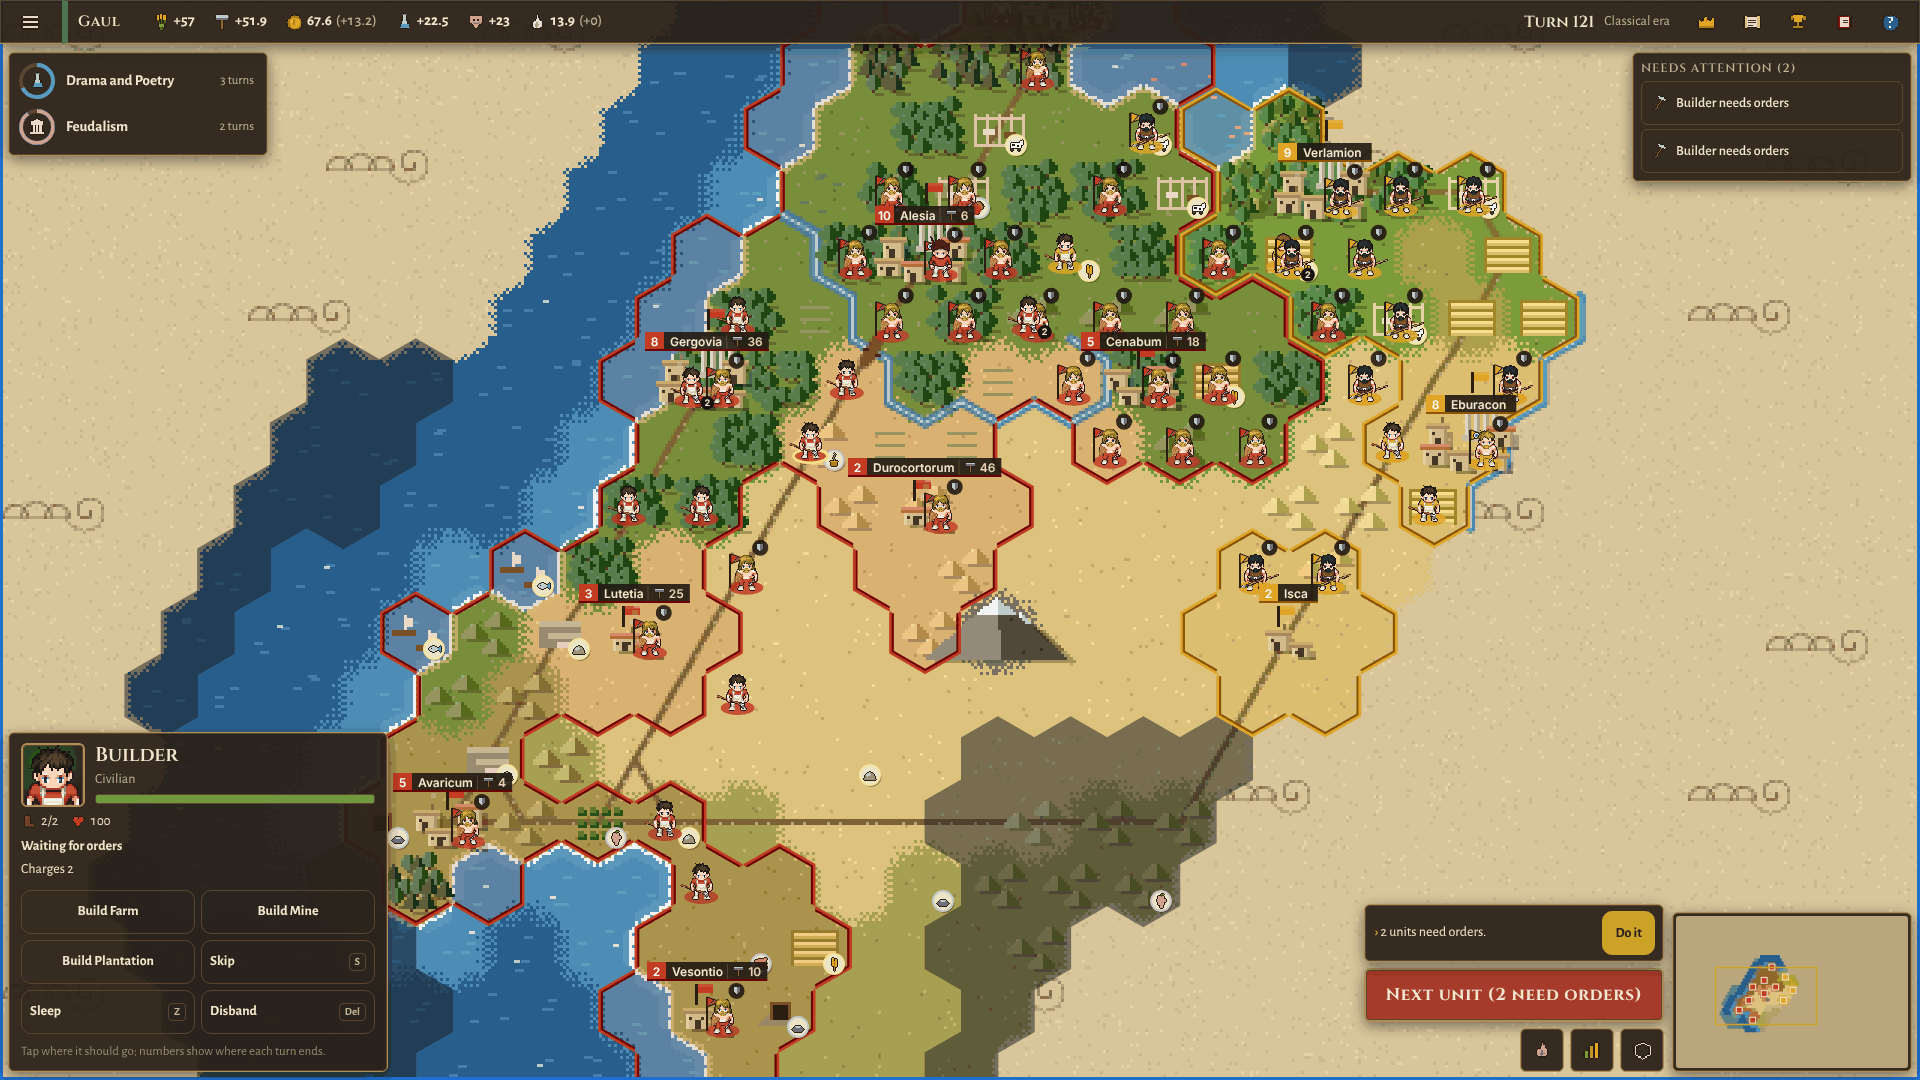 GAUL
+57
+51.9
67.6 (+13.2)
+22.5
+23
13.9 (+0)
TURN 121
Classical era
Drama and Poetry
3 turns
Feudalism
2 turns
NEEDS ATTENTION (2)
Builder needs orders
Builder needs orders
9 Verlamion
10 Alesia 6
2
8 Gergovia 36
2
5 Cenabum 18
2
8 Eburacon
2 Durocortorum 46
3 Lutetia 25
2 Isca
5 Avaricum 4
2 Vesontio 10
BUILDER
Civilian
2/2
100
Waiting for orders
Charges 2
Build Farm
Build Mine
Build Plantation
Skip S
Sleep Z
Disband Del
Tap where it should go; numbers show where each turn ends.
›2 units need orders.
Do it
NEXT UNIT (2 NEED ORDERS)
?